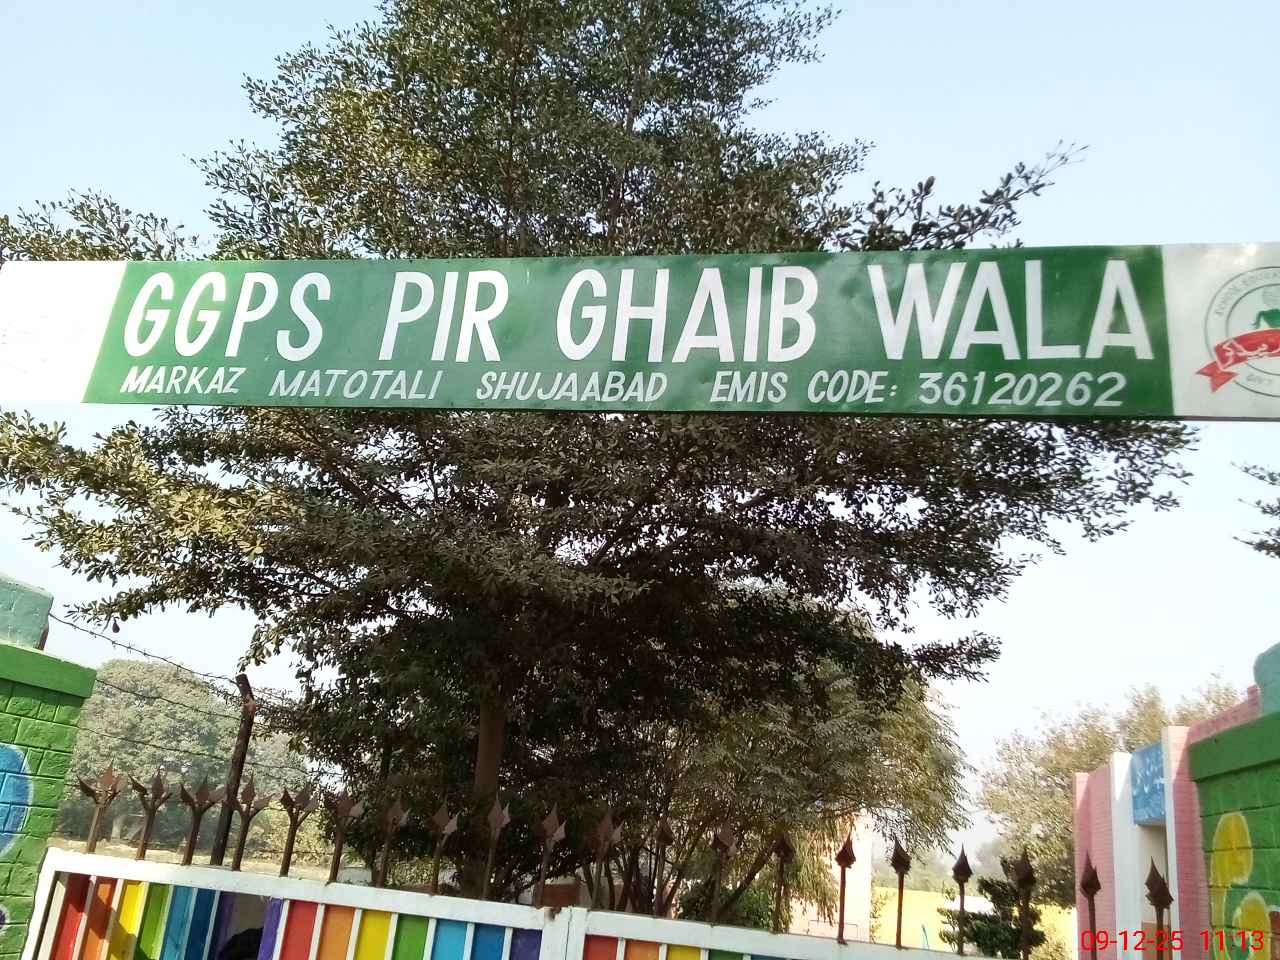 GGPS PIR GHAIB WALA
MARKAZ MATOTALI SHUJAABAD EMIS CODE: 36120262
09-12-25 11:13